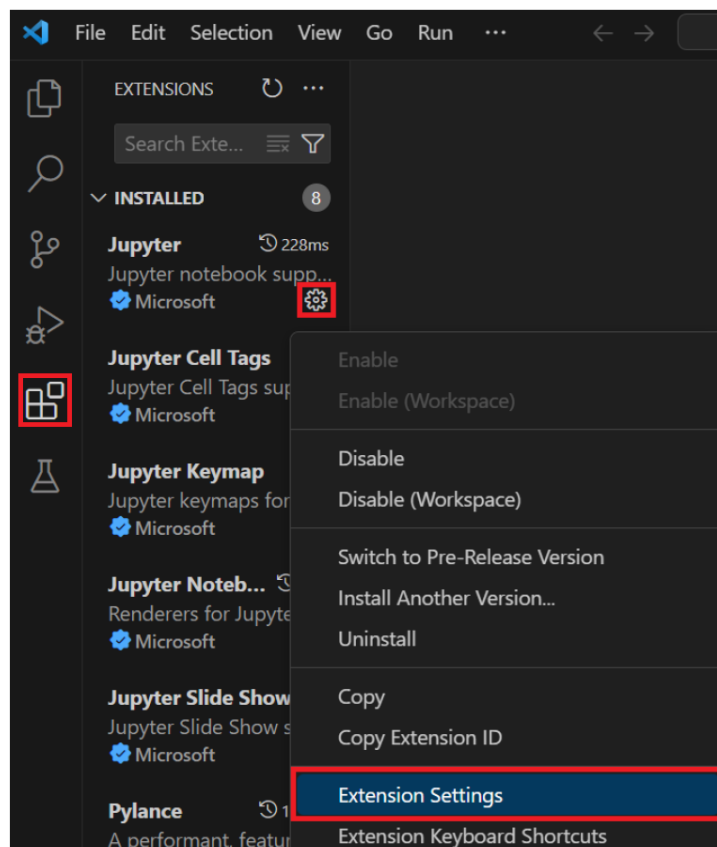 File Edit Selection View Go Run ...
EXTENSIONS
Search Exte...
INSTALLED 8
Jupyter 228ms
Jupyter notebook supp...
Microsoft
Jupyter Cell Tags
Jupyter Cell Tags sup
Microsoft
Jupyter Keymap
Jupyter keymaps for
Microsoft
Jupyter Noteb...
Renderers for Jupyte
Microsoft
Jupyter Slide Show
Jupyter Slide Show s
Microsoft
Pylance 1
A performant, featur
Enable
Enable (Workspace)
Disable
Disable (Workspace)
Switch to Pre-Release Version
Install Another Version...
Uninstall
Copy
Copy Extension ID
Extension Settings
Extension Keyboard Shortcuts